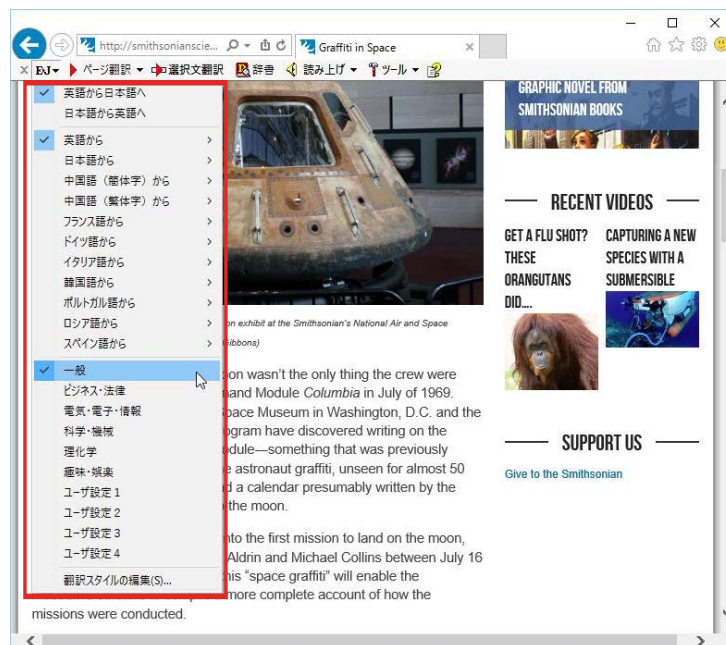 http://smithsonianscie...
Graffiti in Space
EJ
ページ翻訳
選択文翻訳
辞書
読み上げ
ツール
英語から日本語へ
日本語から英語へ
英語から
日本語から
中国語（簡体字）から
中国語（繁体字）から
フランス語から
ドイツ語から
イタリア語から
韓国語から
ポルトガル語から
ロシア語から
スペイン語から
一般
ビジネス・法律
電気・電子・情報
科学・機械
理化学
趣味・娯楽
ユーザ設定 1
ユーザ設定 2
ユーザ設定 3
ユーザ設定 4
翻訳スタイルの編集(S)...
on exhibit at the Smithsonian's National Air and Space
Gibbons)
oon wasn't the only thing the crew were
mand Module Columbia in July of 1969.
Space Museum in Washington, D.C. and the
ogram have discovered writing on the
odule—something that was previously
e astronaut graffiti, unseen for almost 50
d a calendar presumably written by the
the moon.
nto the first mission to land on the moon,
Aldrin and Michael Collins between July 16
his "space graffiti" will enable the
more complete account of how the
missions were conducted.
GRAPHIC NOVEL FROM
SMITHSONIAN BOOKS
RECENT VIDEOS
GET A FLU SHOT?
THESE
ORANGUTANS
DID....
CAPTURING A NEW
SPECIES WITH A
SUBMERSIBLE
SUPPORT US
Give to the Smithsonian